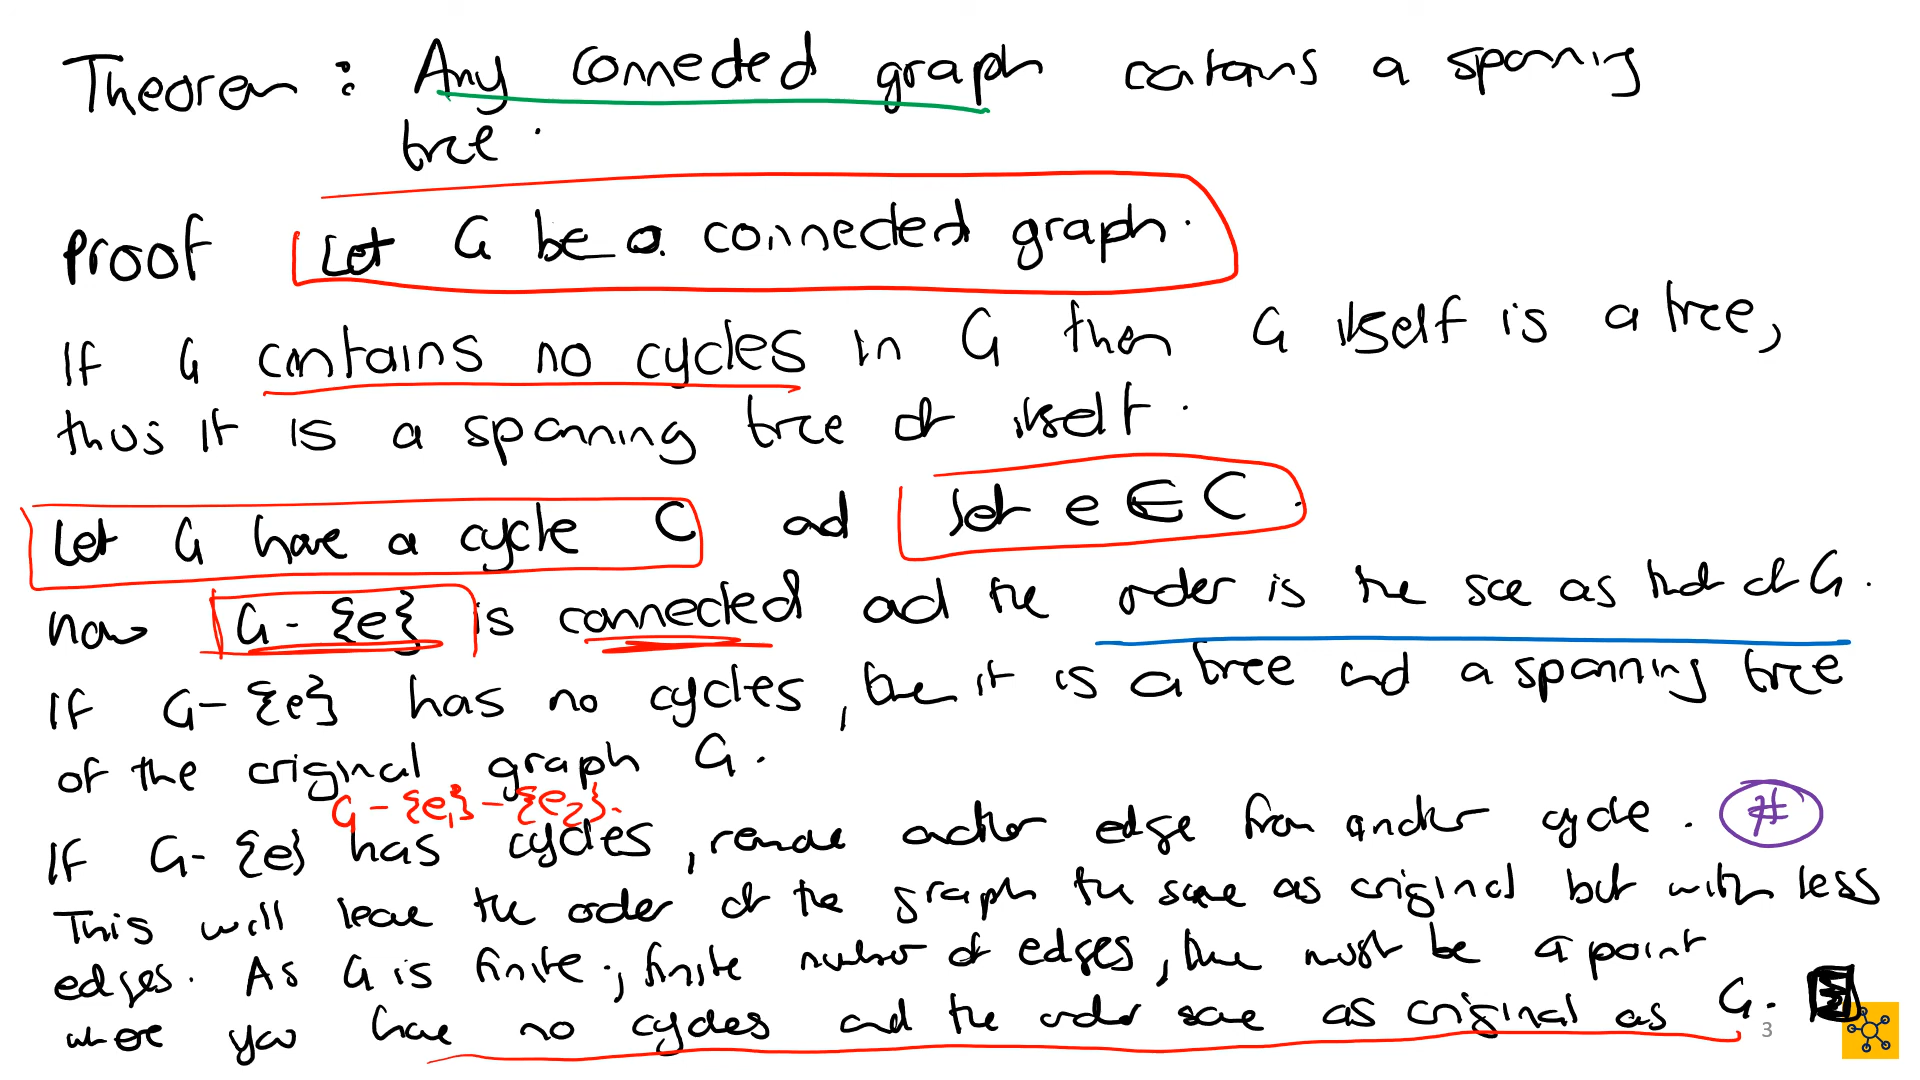 Theorem : Any connected graph contains a spanning
tree.
Proof Let G be a connected graph.
If G contains no cycles in G then G itself is a tree,
thus it is a spanning tree of itself.
Let G have a cycle C and let e ∈ C.
now G - {e} is connected and the order is the same as that of G.
If G - {e} has no cycles, then it is a tree and a spanning tree
of the original graph G.
G - {e₁} - {e₂}.
If G - {e} has cycles, remove another edge from another cycle. #
This will leave the order of the graph the same as original but with less
edges. As G is finite ; finite number of edges, there must be a point
where you have no cycles and the order same as original as G.
3